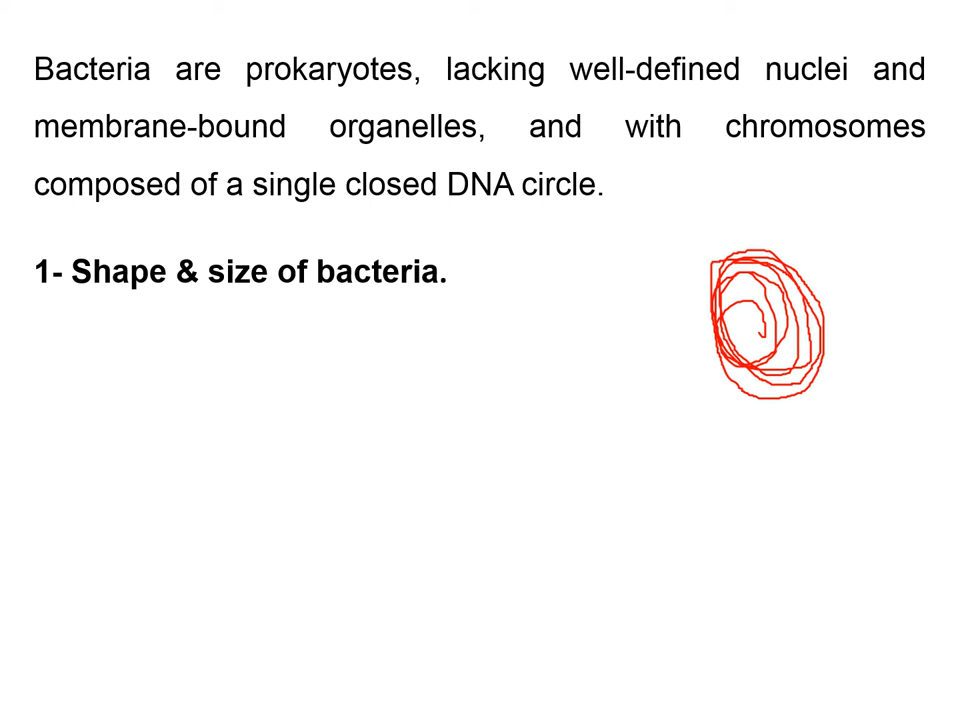 Bacteria are prokaryotes, lacking well-defined nuclei and
membrane-bound organelles, and with chromosomes
composed of a single closed DNA circle.
1- Shape & size of bacteria.